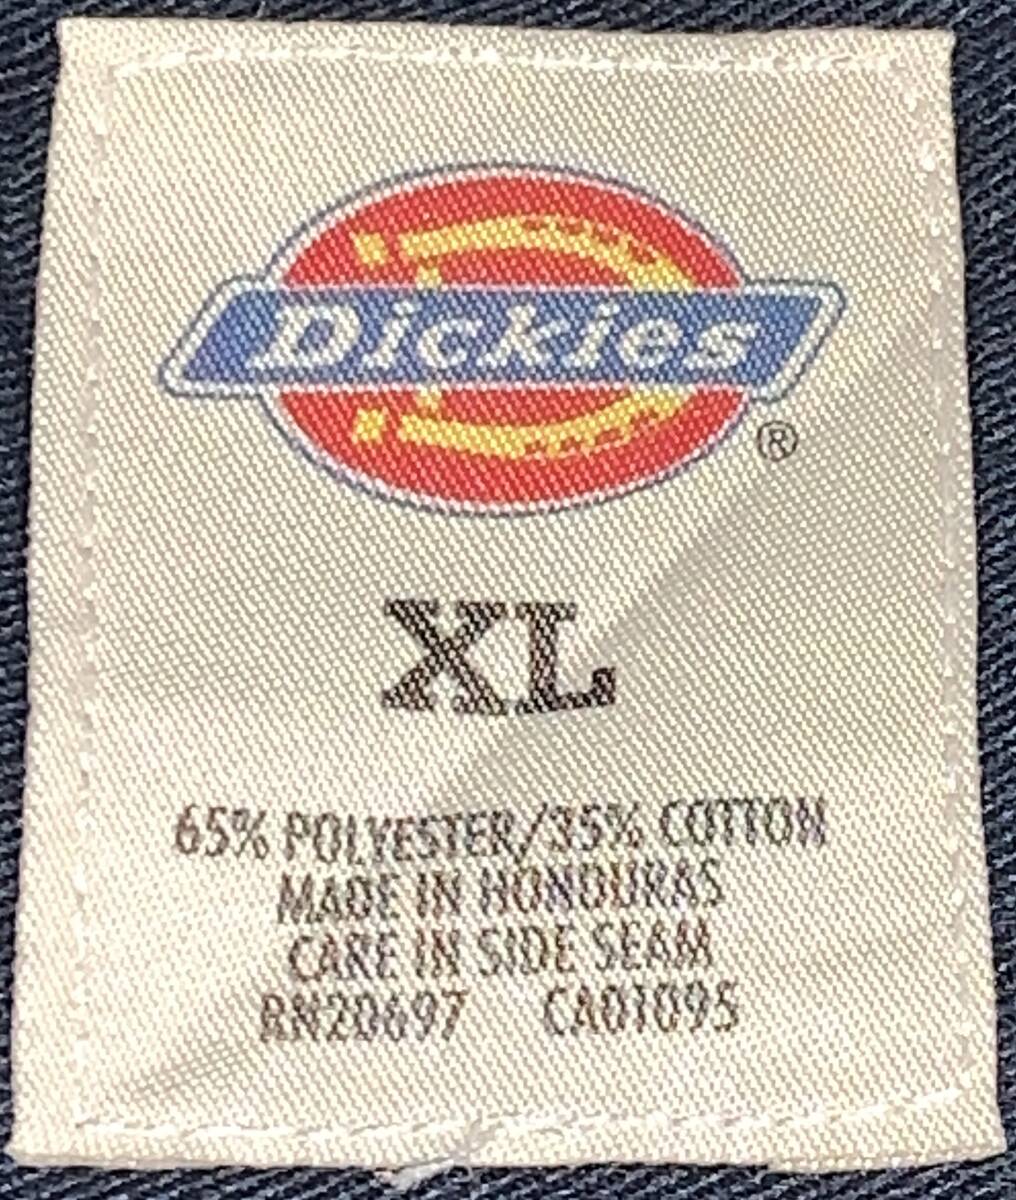 Dickies
®
XL
65% POLYESTER/35% COTTON
MADE IN HONDURAS
CARE IN SIDE SEAM
RN20697 CA01095